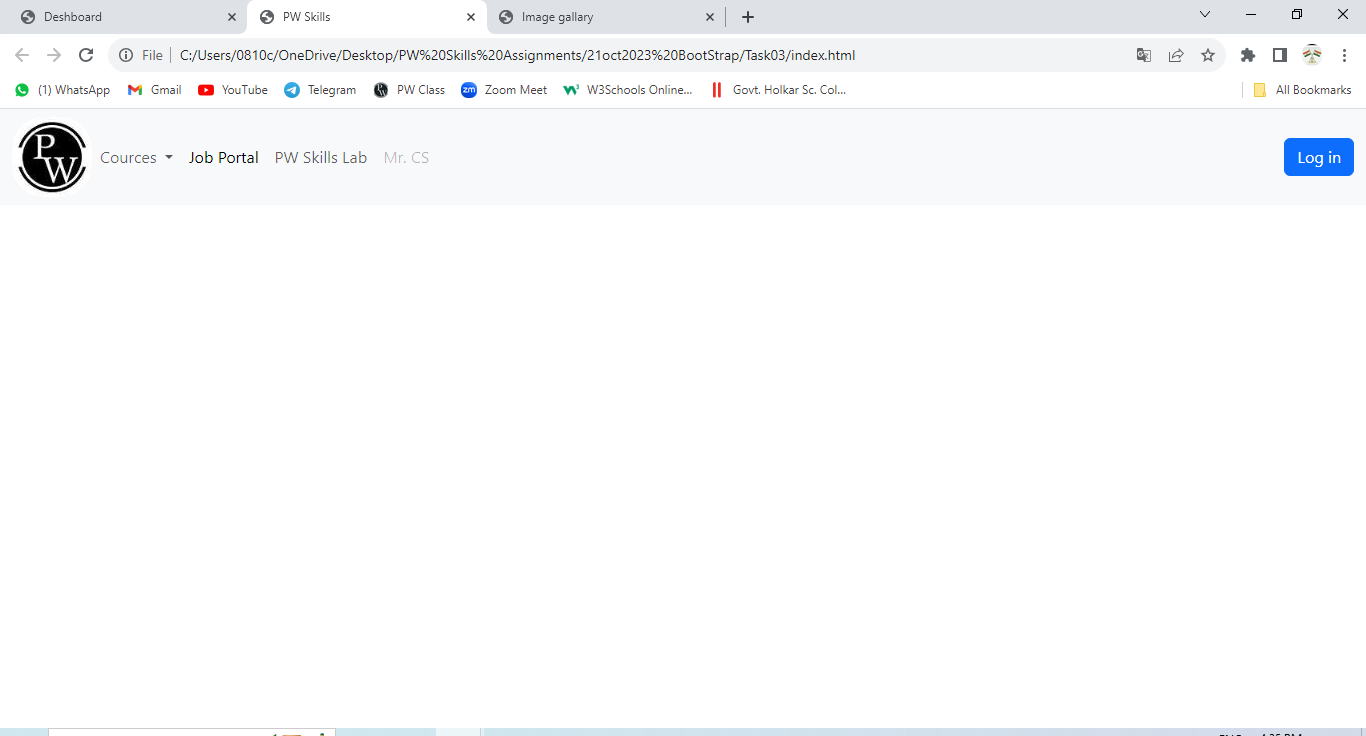 Deshboard PW Skills Image gallary
File C:/Users/0810c/OneDrive/Desktop/PW%20Skills%20Assignments/21oct2023%20BootStrap/Task03/index.html
(1) WhatsApp Gmail YouTube Telegram PW Class zm Zoom Meet W3Schools Online... Govt. Holkar Sc. Col... All Bookmarks
PW Cources Job Portal PW Skills Lab Mr. CS Log in